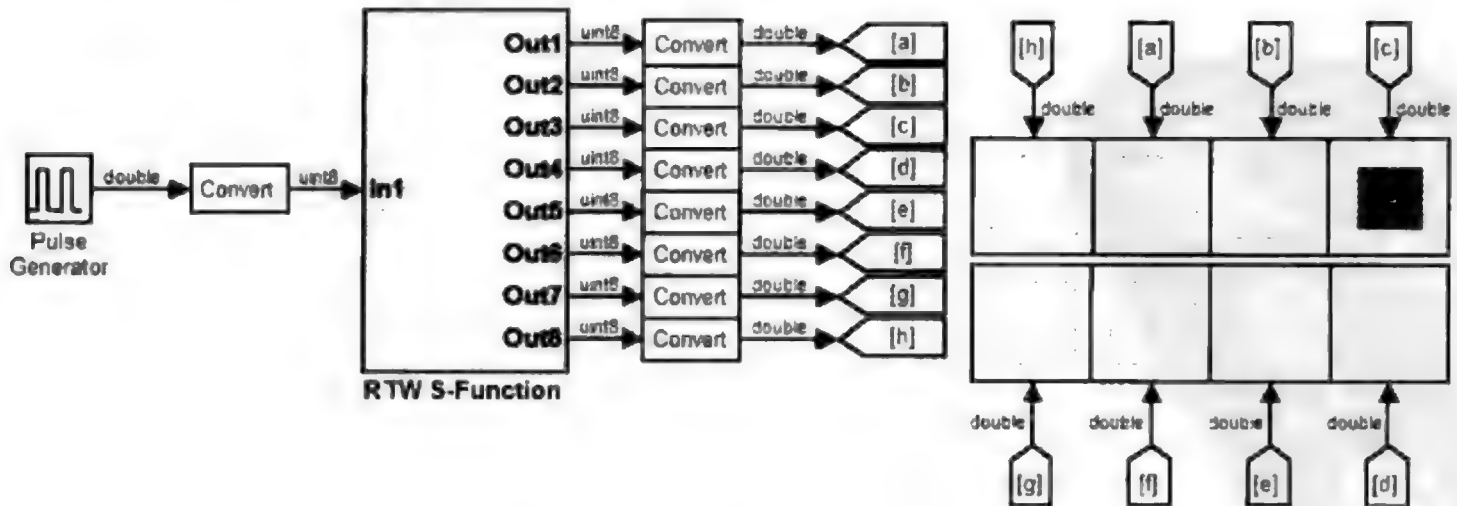 Pulse
Generator
double
Convert
uint8
In1
Out1
Out2
Out3
Out4
Out5
Out6
Out7
Out8
RTW S-Function
uint8 Convert double [a]
uint8 Convert double [b]
uint8 Convert double [c]
uint8 Convert double [d]
uint8 Convert double [e]
uint8 Convert double [f]
uint8 Convert double [g]
uint8 Convert double [h]
[h] [a] [b] [c]
double double double double
double double double double
[g] [f] [e] [d]